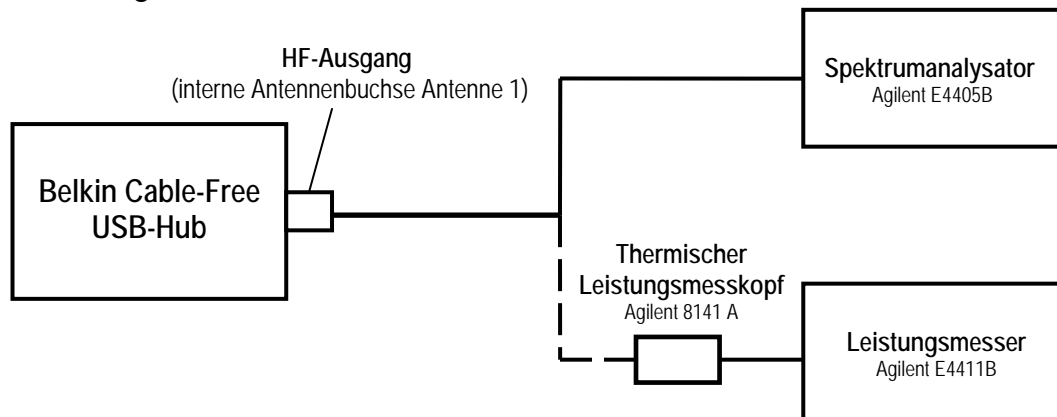 HF-Ausgang
(interne Antennenbuchse Antenne 1)
Spektrumanalysator
Agilent E4405B
Belkin Cable-Free
USB-Hub
Thermischer
Leistungsmesskopf
Agilent 8141 A
Leistungsmesser
Agilent E4411B